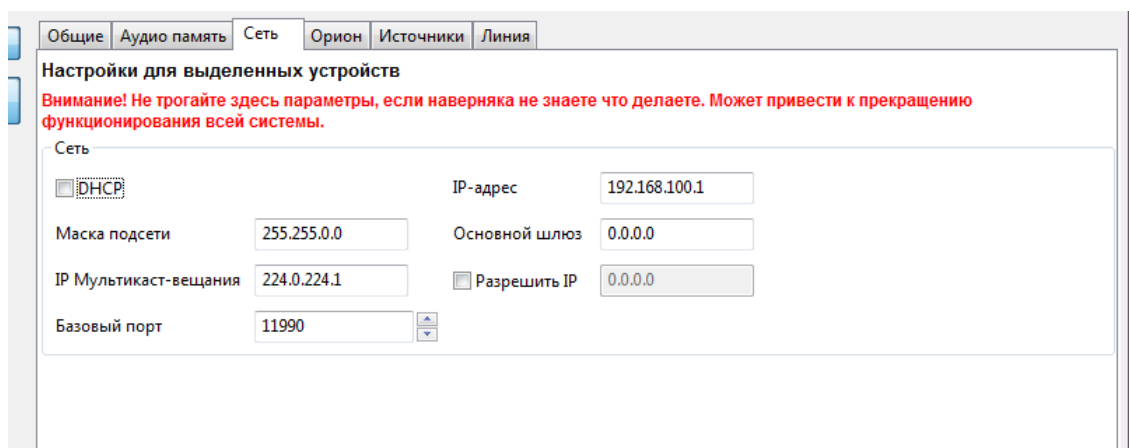 Общие Аудио память Сеть Орион Источники Линия
Настройки для выделенных устройств
Внимание! Не трогайте здесь параметры, если наверняка не знаете что делаете. Может привести к прекращению
функционирования всей системы.
Сеть
DHCP IP-адрес 192.168.100.1
Маска подсети 255.255.0.0 Основной шлюз 0.0.0.0
IP Мультикаст-вещания 224.0.224.1 Разрешить IP 0.0.0.0
Базовый порт 11990